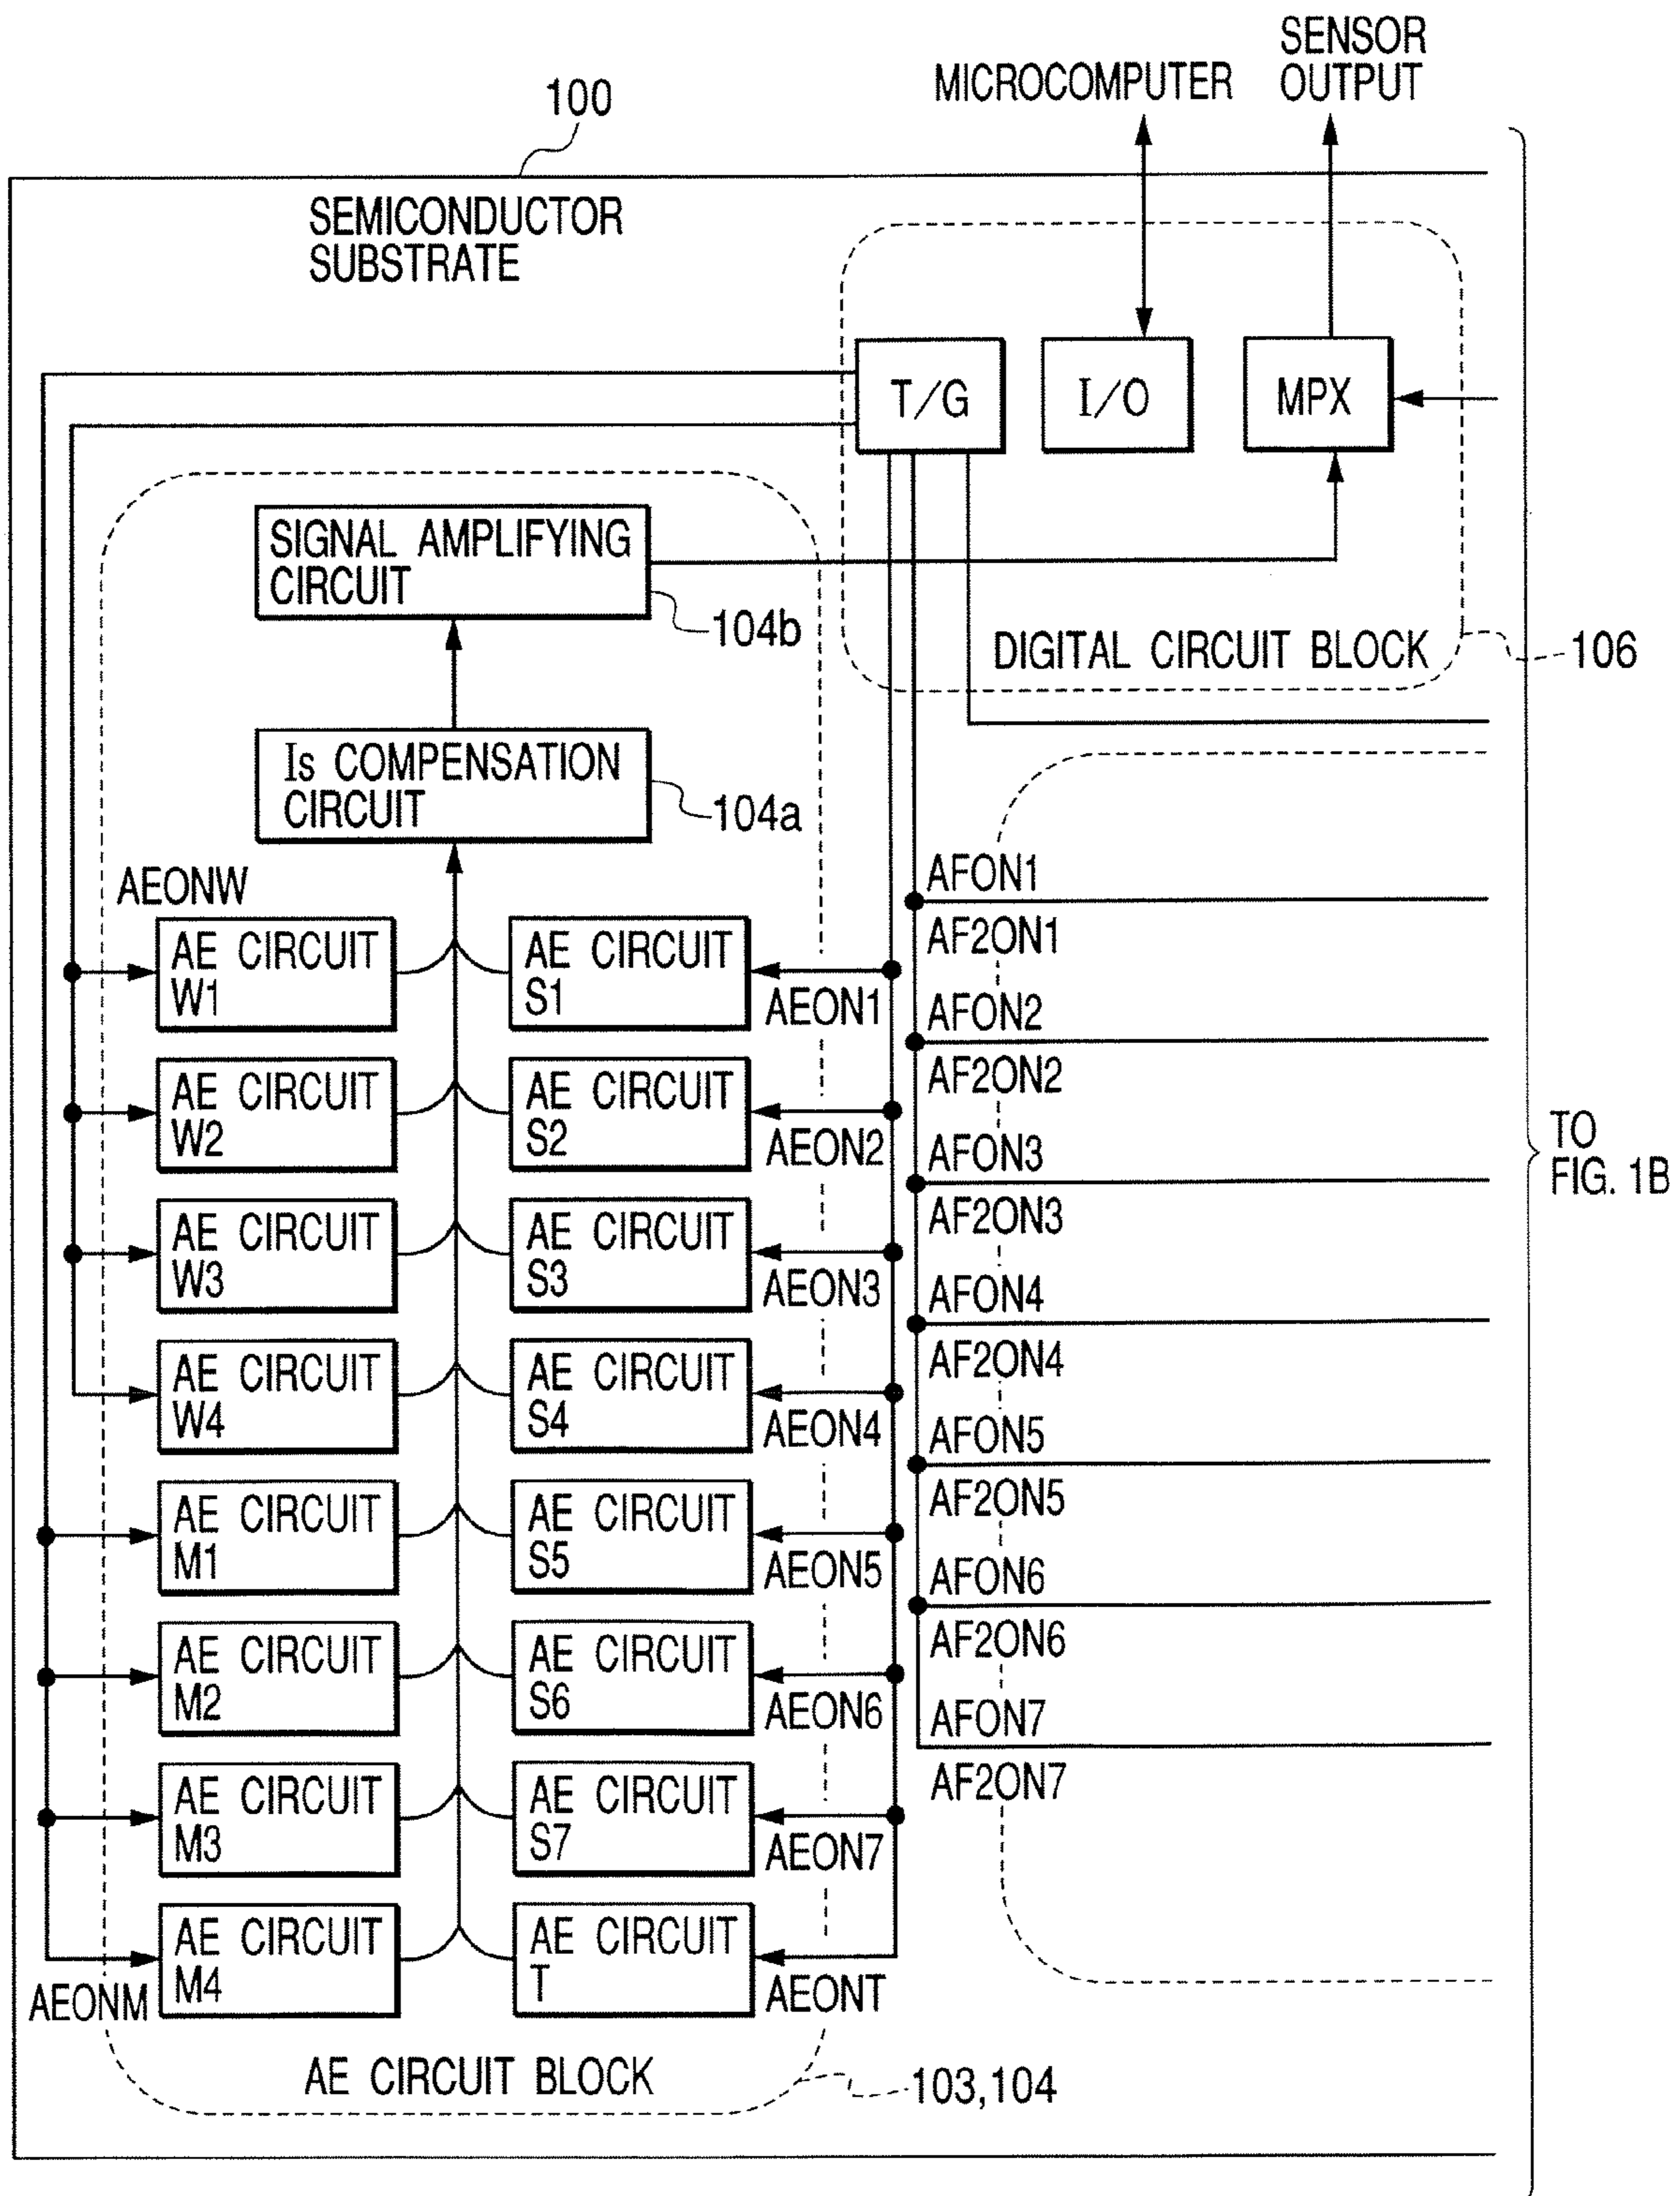 SENSOR
OUTPUT
MICROCOMPUTER
100
SEMICONDUCTOR
SUBSTRATE
T/G
I/O
MPX
SIGNAL AMPLIFYING
CIRCUIT
104b
DIGITAL CIRCUIT BLOCK
106
Is COMPENSATION
CIRCUIT
104a
AEONW
AE CIRCUIT
W1
AE CIRCUIT
S1
AEON1
AE CIRCUIT
W2
AE CIRCUIT
S2
AEON2
AE CIRCUIT
W3
AE CIRCUIT
S3
AEON3
AE CIRCUIT
W4
AE CIRCUIT
S4
AEON4
AE CIRCUIT
M1
AE CIRCUIT
S5
AEON5
AE CIRCUIT
M2
AE CIRCUIT
S6
AEON6
AE CIRCUIT
M3
AE CIRCUIT
S7
AEON7
AE CIRCUIT
M4
AE CIRCUIT
T
AEONT
AEONM
AFON1
AF2ON1
AFON2
AF2ON2
AFON3
AF2ON3
AFON4
AF2ON4
AFON5
AF2ON5
AFON6
AF2ON6
AFON7
AF2ON7
TO
FIG. 1B
AE CIRCUIT BLOCK
103,104